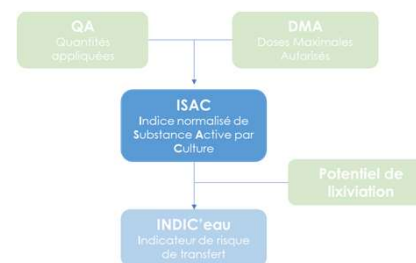 QA
Quantités
appliquées
DMA
Doses Maximales
Autorisés
ISAC
Indice normalisé de
Substance Active par
Culture
Potentiel de
lixiviation
INDIC'eau
Indicateur de risque
de transfert